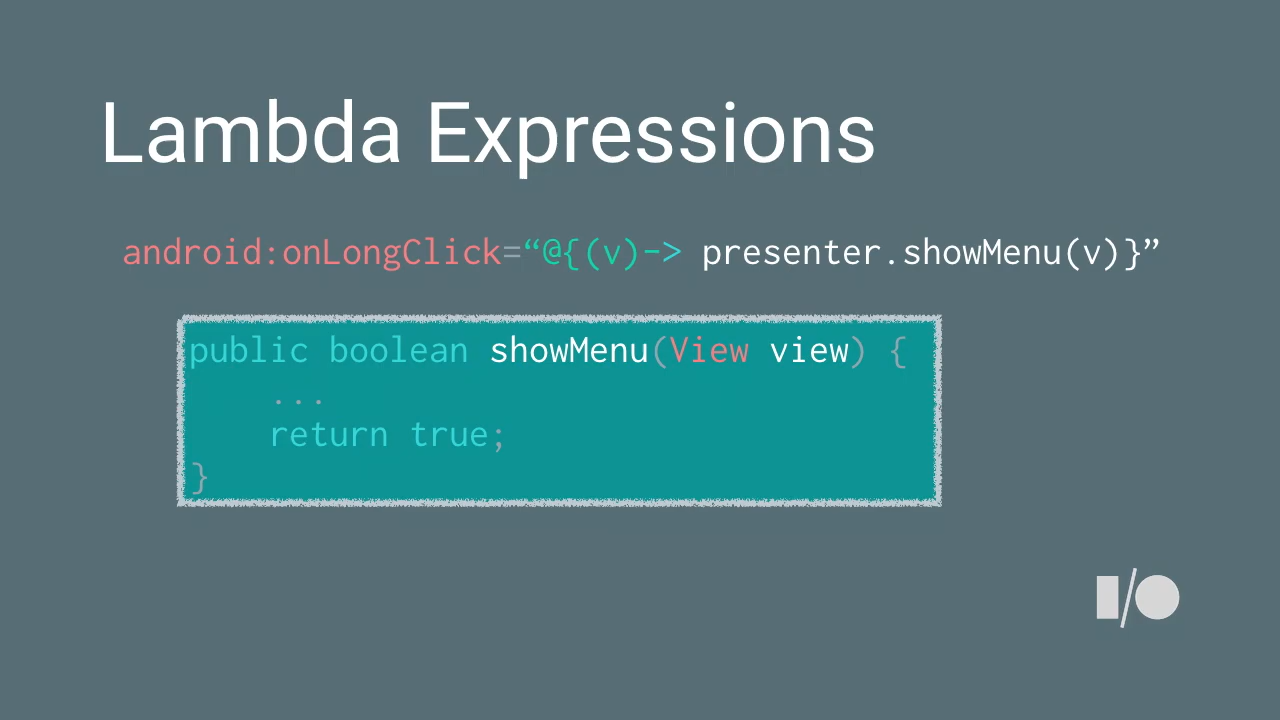 Lambda Expressions
android:onLongClick=“@{(v)-> presenter.showMenu(v)}”
public boolean showMenu(View view) {
...
return true;
}
I/O